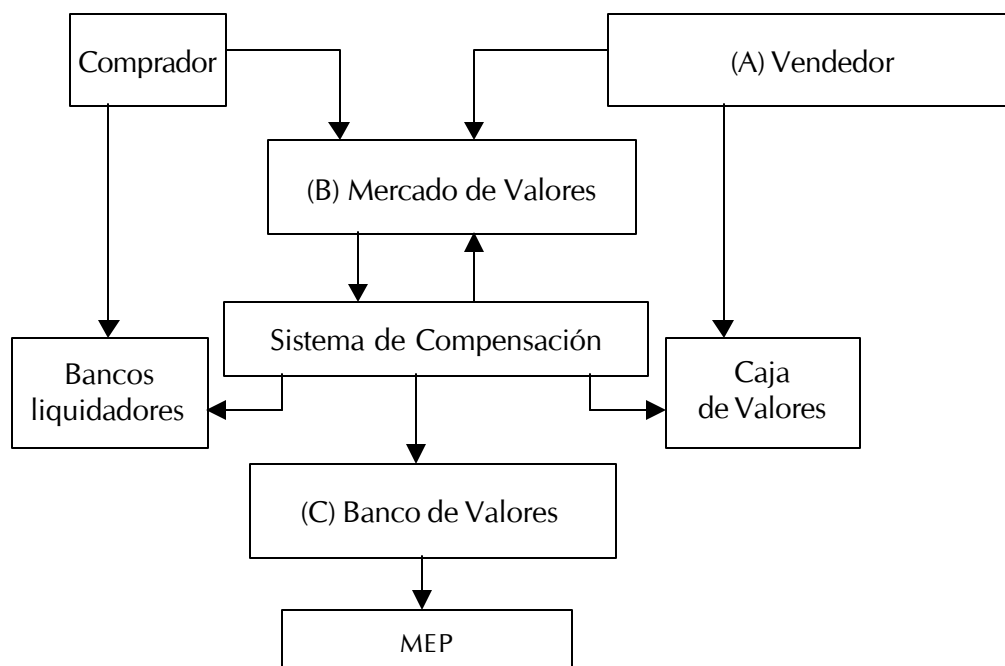 Comprador
(A) Vendedor
(B) Mercado de Valores
Sistema de Compensación
Bancos
liquidadores
Caja
de Valores
(C) Banco de Valores
MEP